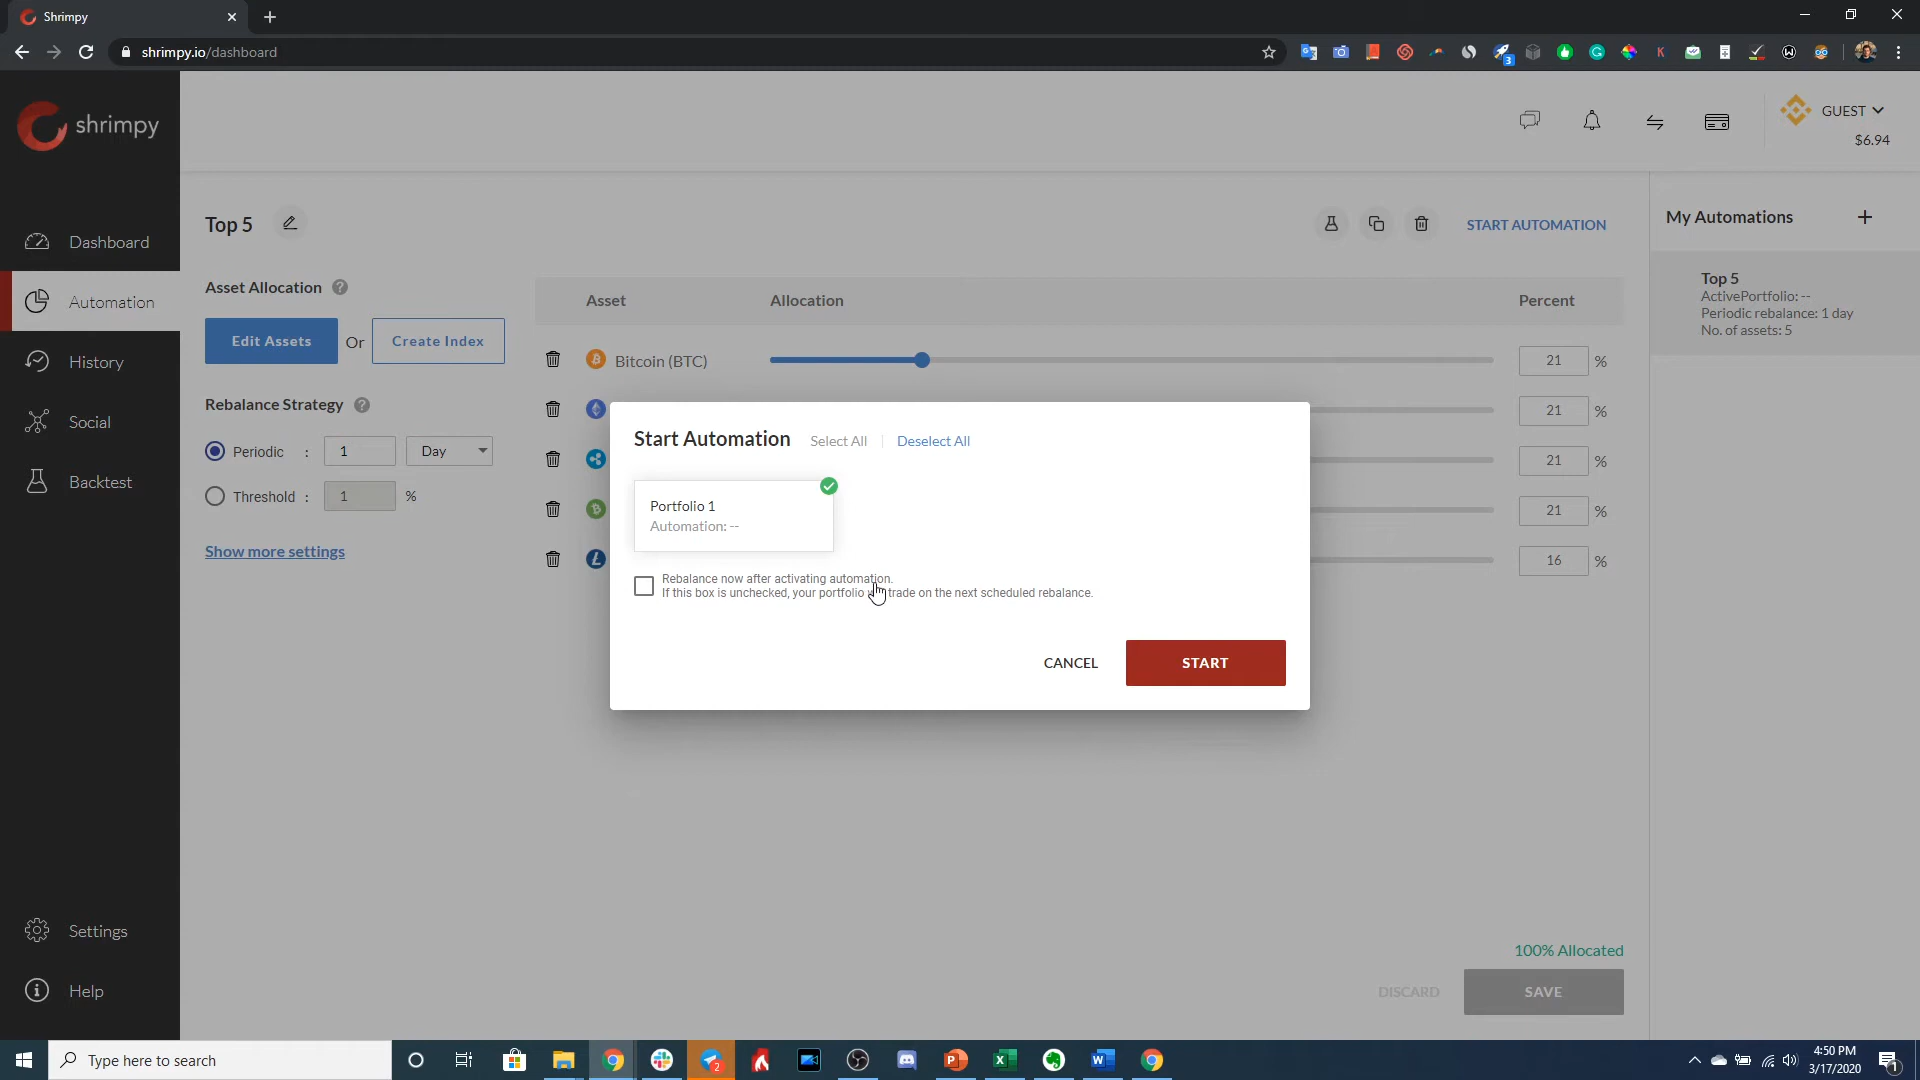 Shrimpy
shrimpy.io/dashboard
3
shrimpy
GUEST
$6.94
Dashboard
Automation
History
Social
Backtest
Settings
Help
Top 5
START AUTOMATION
Asset Allocation ?
Edit Assets Or Create Index
Rebalance Strategy ?
Periodic : 1 Day
Threshold : 1 %
Show more settings
Asset Allocation Percent
Bitcoin (BTC) 21 %
21 %
21 %
21 %
16 %
Start Automation Select All Deselect All
Portfolio 1
Automation: --
Rebalance now after activating automation.
If this box is unchecked, your portfolio trade on the next scheduled rebalance.
CANCEL START
100% Allocated
DISCARD SAVE
My Automations +
Top 5
ActivePortfolio: --
Periodic rebalance: 1 day
No. of assets: 5
Type here to search
2
4:50 PM
3/17/2020
1